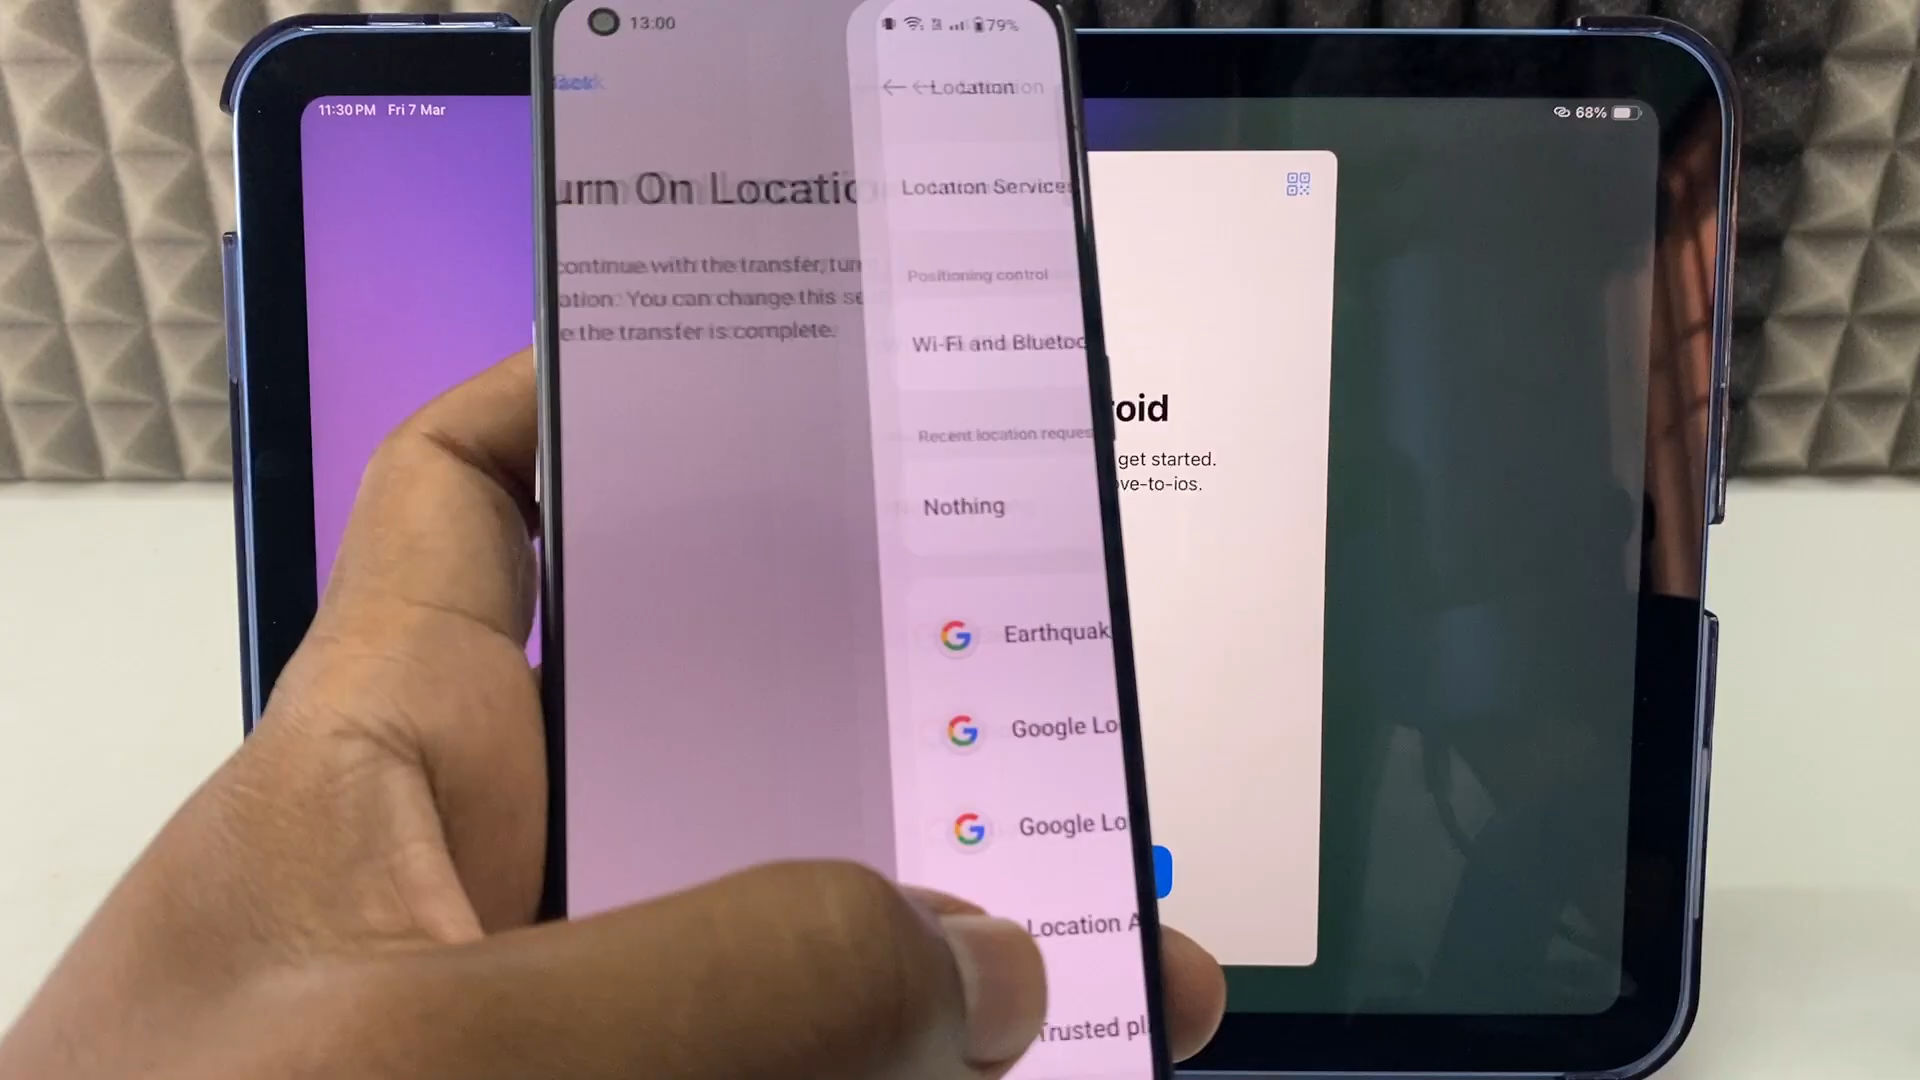 13:00
79%
Back
← Location
urn On Locatio
continue with the transfer, turn
ation. You can change this se
e the transfer is complete.
Location Services
Positioning control
Wi-Fi and Bluetoo
Recent location reques
Nothing
Earthquak
Google Lo
Google Lo
Location A
Trusted pl
11:30 PM Fri 7 Mar
68%
roid
get started.
ve-to-ios.